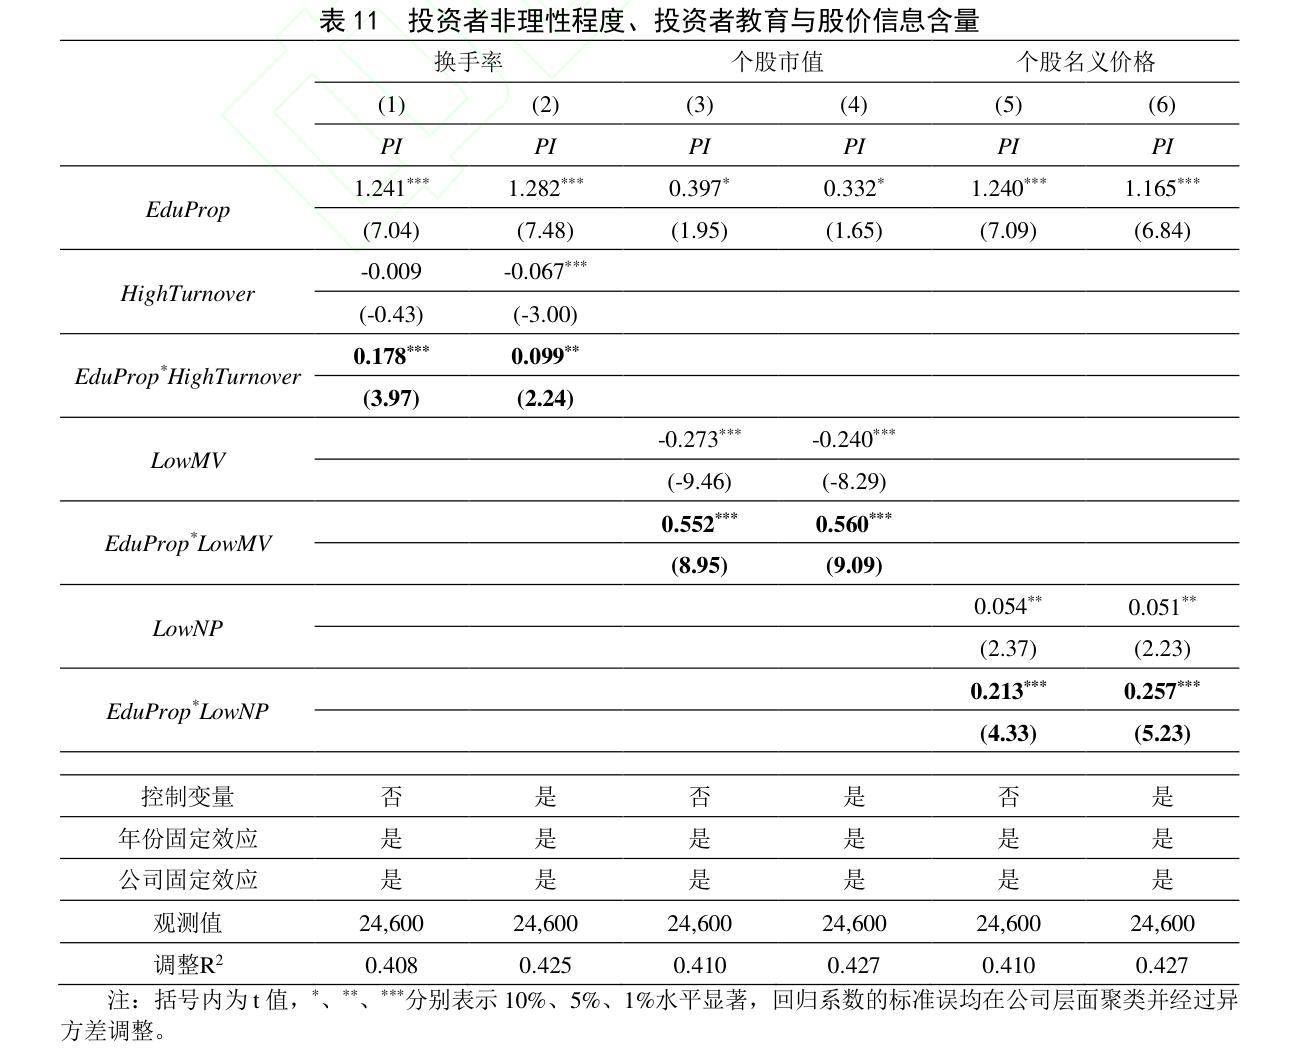 表 11 投资者非理性程度、投资者教育与股价信息含量
换手率 个股市值 个股名义价格
(1) (2) (3) (4) (5) (6)
PI PI PI PI PI PI
EduProp 1.241*** 1.282*** 0.397* 0.332* 1.240*** 1.165***
(7.04) (7.48) (1.95) (1.65) (7.09) (6.84)
HighTurnover -0.009 -0.067***
(-0.43) (-3.00)
EduProp*HighTurnover 0.178*** 0.099**
(3.97) (2.24)
LowMV -0.273*** -0.240***
(-9.46) (-8.29)
EduProp*LowMV 0.552*** 0.560***
(8.95) (9.09)
LowNP 0.054** 0.051**
(2.37) (2.23)
EduProp*LowNP 0.213*** 0.257***
(4.33) (5.23)
控制变量 否 是 否 是 否 是
年份固定效应 是 是 是 是 是 是
公司固定效应 是 是 是 是 是 是
观测值 24,600 24,600 24,600 24,600 24,600 24,600
调整R² 0.408 0.425 0.410 0.427 0.410 0.427
注：括号内为 t 值，*、**、***分别表示 10%、5%、1%水平显著，回归系数的标准误均在公司层面聚类并经过异
方差调整。